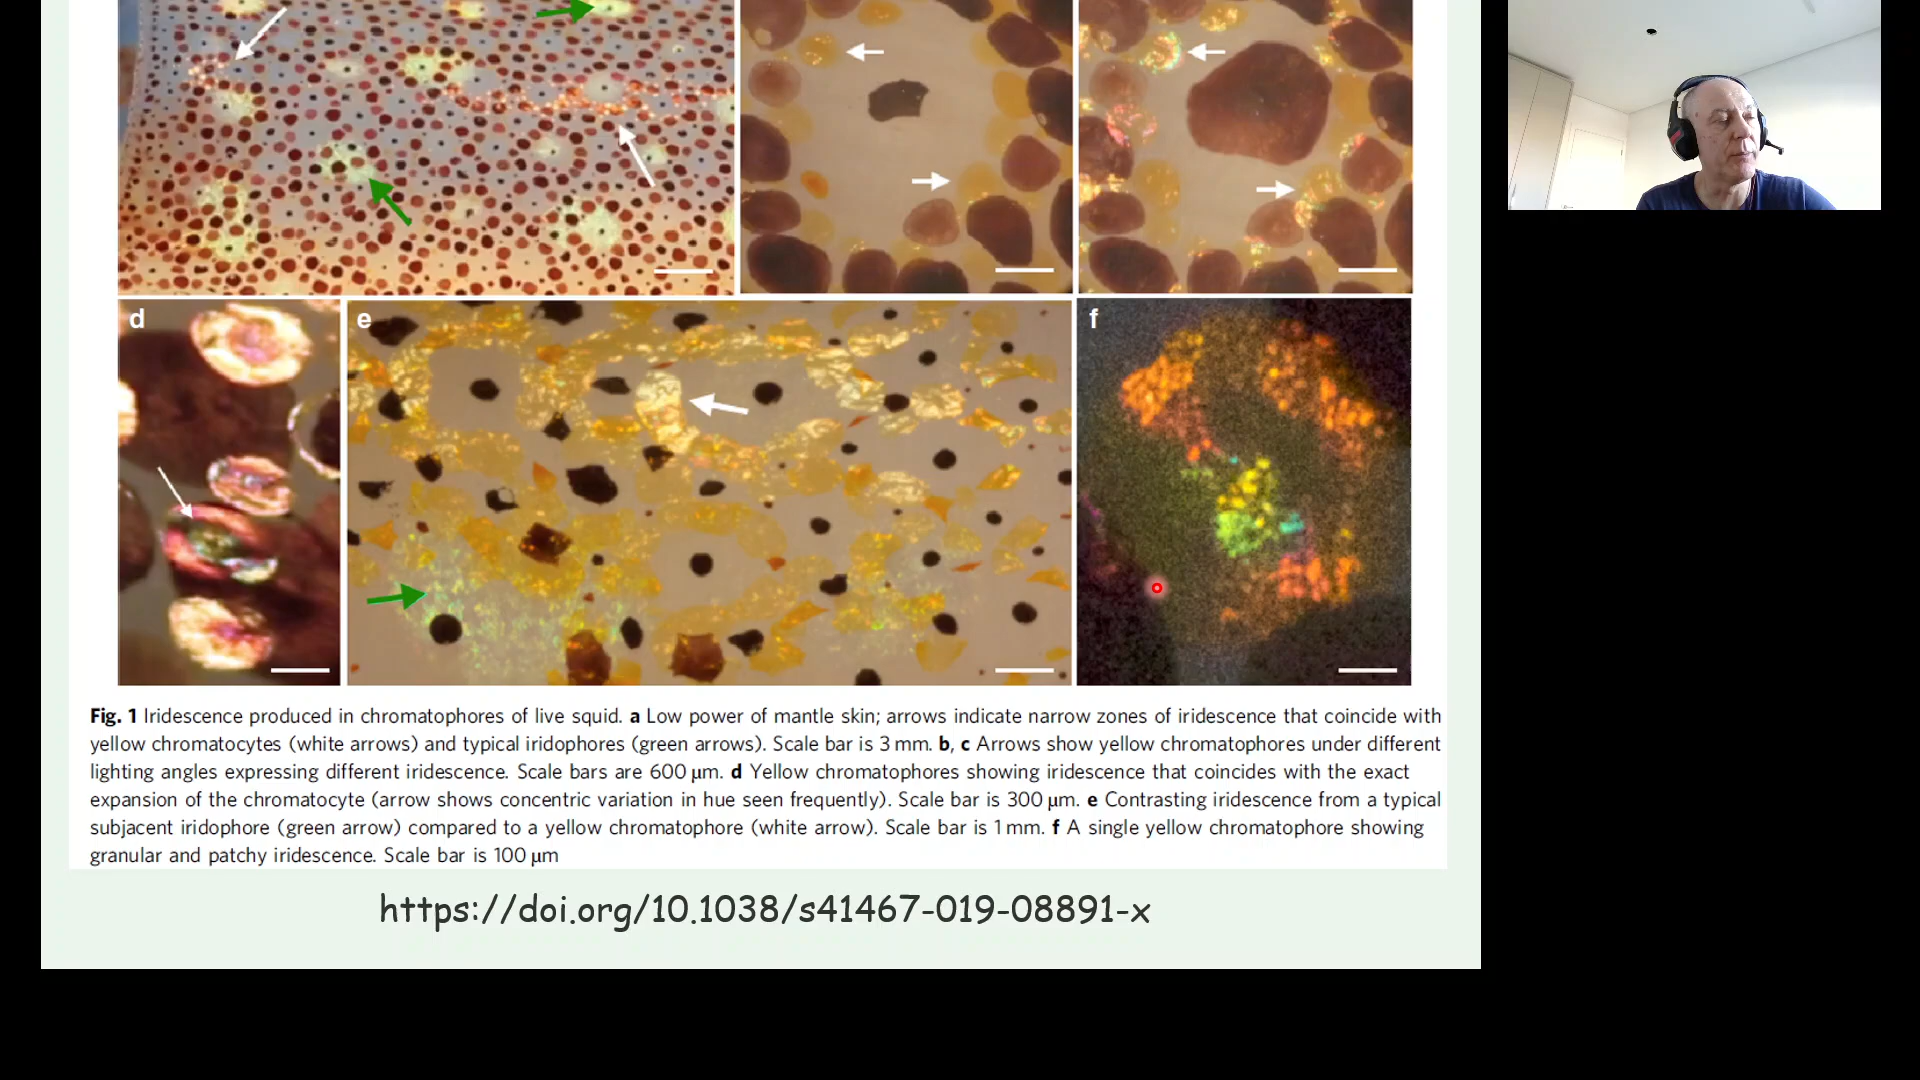 d
e
f
Fig. 1 Iridescence produced in chromatophores of live squid. a Low power of mantle skin; arrows indicate narrow zones of iridescence that coincide with
yellow chromatocytes (white arrows) and typical iridophores (green arrows). Scale bar is 3 mm. b, c Arrows show yellow chromatophores under different
lighting angles expressing different iridescence. Scale bars are 600 μm. d Yellow chromatophores showing iridescence that coincides with the exact
expansion of the chromatocyte (arrow shows concentric variation in hue seen frequently). Scale bar is 300 μm. e Contrasting iridescence from a typical
subjacent iridophore (green arrow) compared to a yellow chromatophore (white arrow). Scale bar is 1 mm. f A single yellow chromatophore showing
granular and patchy iridescence. Scale bar is 100 μm
https://doi.org/10.1038/s41467-019-08891-x